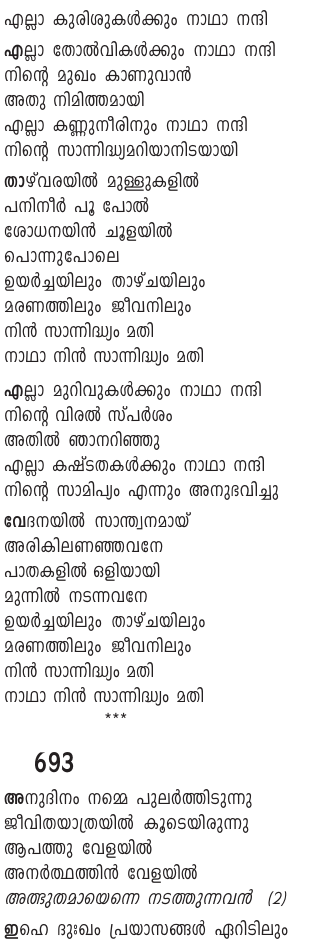 എല്ലാ കുരിശുകൾക്കും നാഥാ നന്ദി
എല്ലാ തോൽവികൾക്കും നാഥാ നന്ദി
നിന്റെ മുഖം കാണുവാൻ
അതു നിമിത്തമായി
എല്ലാ കണ്ണുനീരിനും നാഥാ നന്ദി
നിന്റെ സാന്നിദ്ധ്യമറിയാനിടയായി
താഴ്‌വരയിൽ മുള്ളുകളിൽ
പനിനീർ പൂ പോൽ
ശോധനയിൻ ചൂളയിൽ
പൊന്നുപോലെ
ഉയർച്ചയിലും താഴ്ചയിലും
മരണത്തിലും ജീവനിലും
നിൻ സാന്നിദ്ധ്യം മതി
നാഥാ നിൻ സാന്നിദ്ധ്യം മതി
എല്ലാ മുറിവുകൾക്കും നാഥാ നന്ദി
നിന്റെ വിരൽ സ്പർശം
അതിൽ ഞാനറിഞ്ഞു
എല്ലാ കഷ്ടതകൾക്കും നാഥാ നന്ദി
നിന്റെ സാമിപ്യം എന്നും അനുഭവിച്ചു
വേദനയിൽ സാന്ത്വനമായ്
അരികിലണഞ്ഞവനേ
പാതകളിൽ ഒളിയായി
മുന്നിൽ നടന്നവനേ
ഉയർച്ചയിലും താഴ്ചയിലും
മരണത്തിലും ജീവനിലും
നിൻ സാന്നിദ്ധ്യം മതി
നാഥാ നിൻ സാന്നിദ്ധ്യം മതി
***
693
അനുദിനം നമ്മെ പുലർത്തിടുന്നു
ജീവിതയാത്രയിൽ കൂടെയിരുന്നു
ആപത്തു വേളയിൽ
അനർത്ഥത്തിൻ വേളയിൽ
അത്ഭുതമായെന്നെ നടത്തുന്നവൻ (2)
ഇഹെ ദുഃഖം പ്രയാസങ്ങൾ ഏറിടിലും